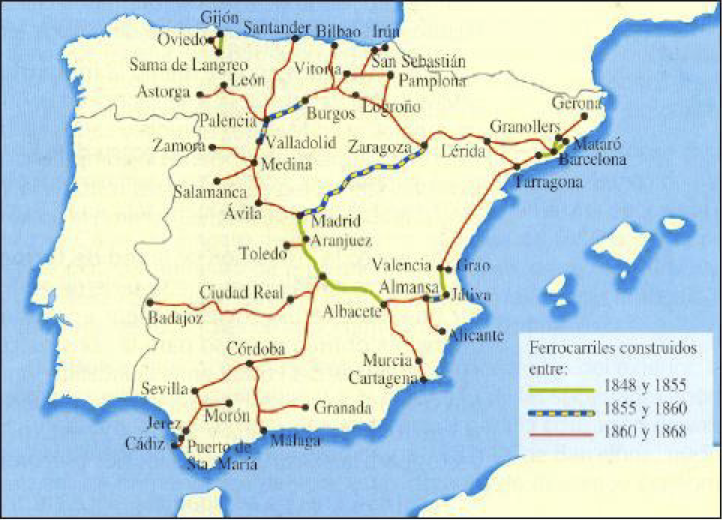 Gijón
Oviedo
Santander
Bilbao
Irún
Sama de Langreo
San Sebastián
Vitoria
León
Pamplona
Astorga
Burgos
Logroño
Gerona
Palencia
Granollers
Zamora
Valladolid
Zaragoza
Mataró
Lérida
Barcelona
Medina
Salamanca
Tarragona
Ávila
Madrid
Aranjuez
Toledo
Valencia
Grao
Ciudad Real
Almansa
Játiva
Badajoz
Albacete
Alicante
Córdoba
Murcia
Cartagena
Sevilla
Morón
Granada
Jerez
Cádiz
Puerto de
Sta. María
Málaga
Ferrocarriles construidos
entre:
1848 y 1855
1855 y 1860
1860 y 1868